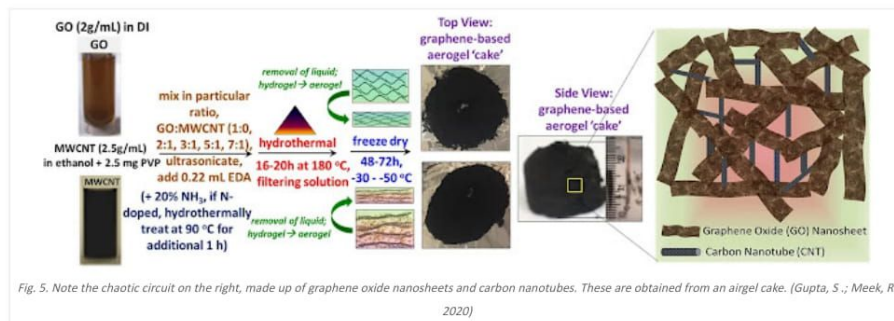 GO (2g/mL) in DI
GO
MWCNT (2.5g/mL)
in ethanol + 2.5 mg PVP
MWCNT
mix in particular
ratio,
GO:MWCNT (1:0,
2:1, 3:1, 5:1, 7:1),
ultrasonicate,
add 0.22 mL EDA
(+ 20% NH₃, if N-
doped, hydrothermally
treat at 90 °C for
additional 1 h)
removal of liquid;
hydrogel → aerogel
hydrothermal
16-20h at 180 °C,
filtering solution
removal of liquid;
hydrogel → aerogel
freeze dry
48-72h,
-30 - -50 °C
Top View:
graphene-based
aerogel 'cake'
Side View:
graphene-based
aerogel 'cake'
Graphene Oxide (GO) Nanosheet
Carbon Nanotube (CNT)
Fig. 5. Note the chaotic circuit on the right, made up of graphene oxide nanosheets and carbon nanotubes. These are obtained from an airgel cake. (Gupta, S .; Meek, R
2020)